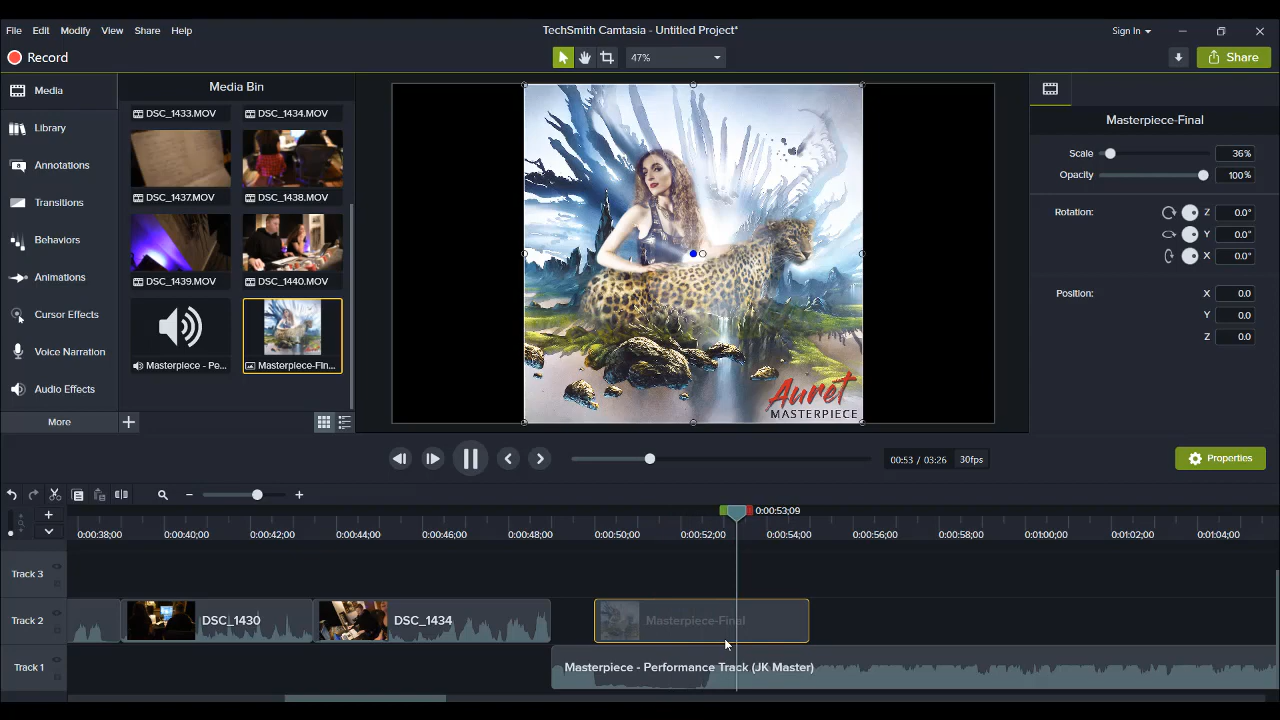 TechSmith Camtasia - Untitled Project*
File Edit Modify View Share Help
Sign In
Record
47%
Share
Media
Library
Annotations
Transitions
Behaviors
Animations
Cursor Effects
Voice Narration
Audio Effects
More
Media Bin
DSC_1433.MOV DSC_1434.MOV
DSC_1437.MOV DSC_1438.MOV
DSC_1439.MOV DSC_1440.MOV
Masterpiece - Pe... Masterpiece-Fin...
Auret
MASTERPIECE
Masterpiece-Final
Scale 36%
Opacity 100%
Rotation: Z 0.0°
Y 0.0°
X 0.0°
Position: X 0.0
Y 0.0
Z 0.0
00:53 / 03:26 30fps
Properties
0:00:53;09
0:00:38;00 0:00:40;00 0:00:42;00 0:00:44;00 0:00:46;00 0:00:48;00 0:00:50;00 0:00:52;00 0:00:54;00 0:00:56;00 0:00:58;00 0:01:00;00 0:01:02;00 0:01:04;00
Track 3
Track 2 DSC_1430 DSC_1434 Masterpiece-Final
Track 1 Masterpiece - Performance Track (JK Master)